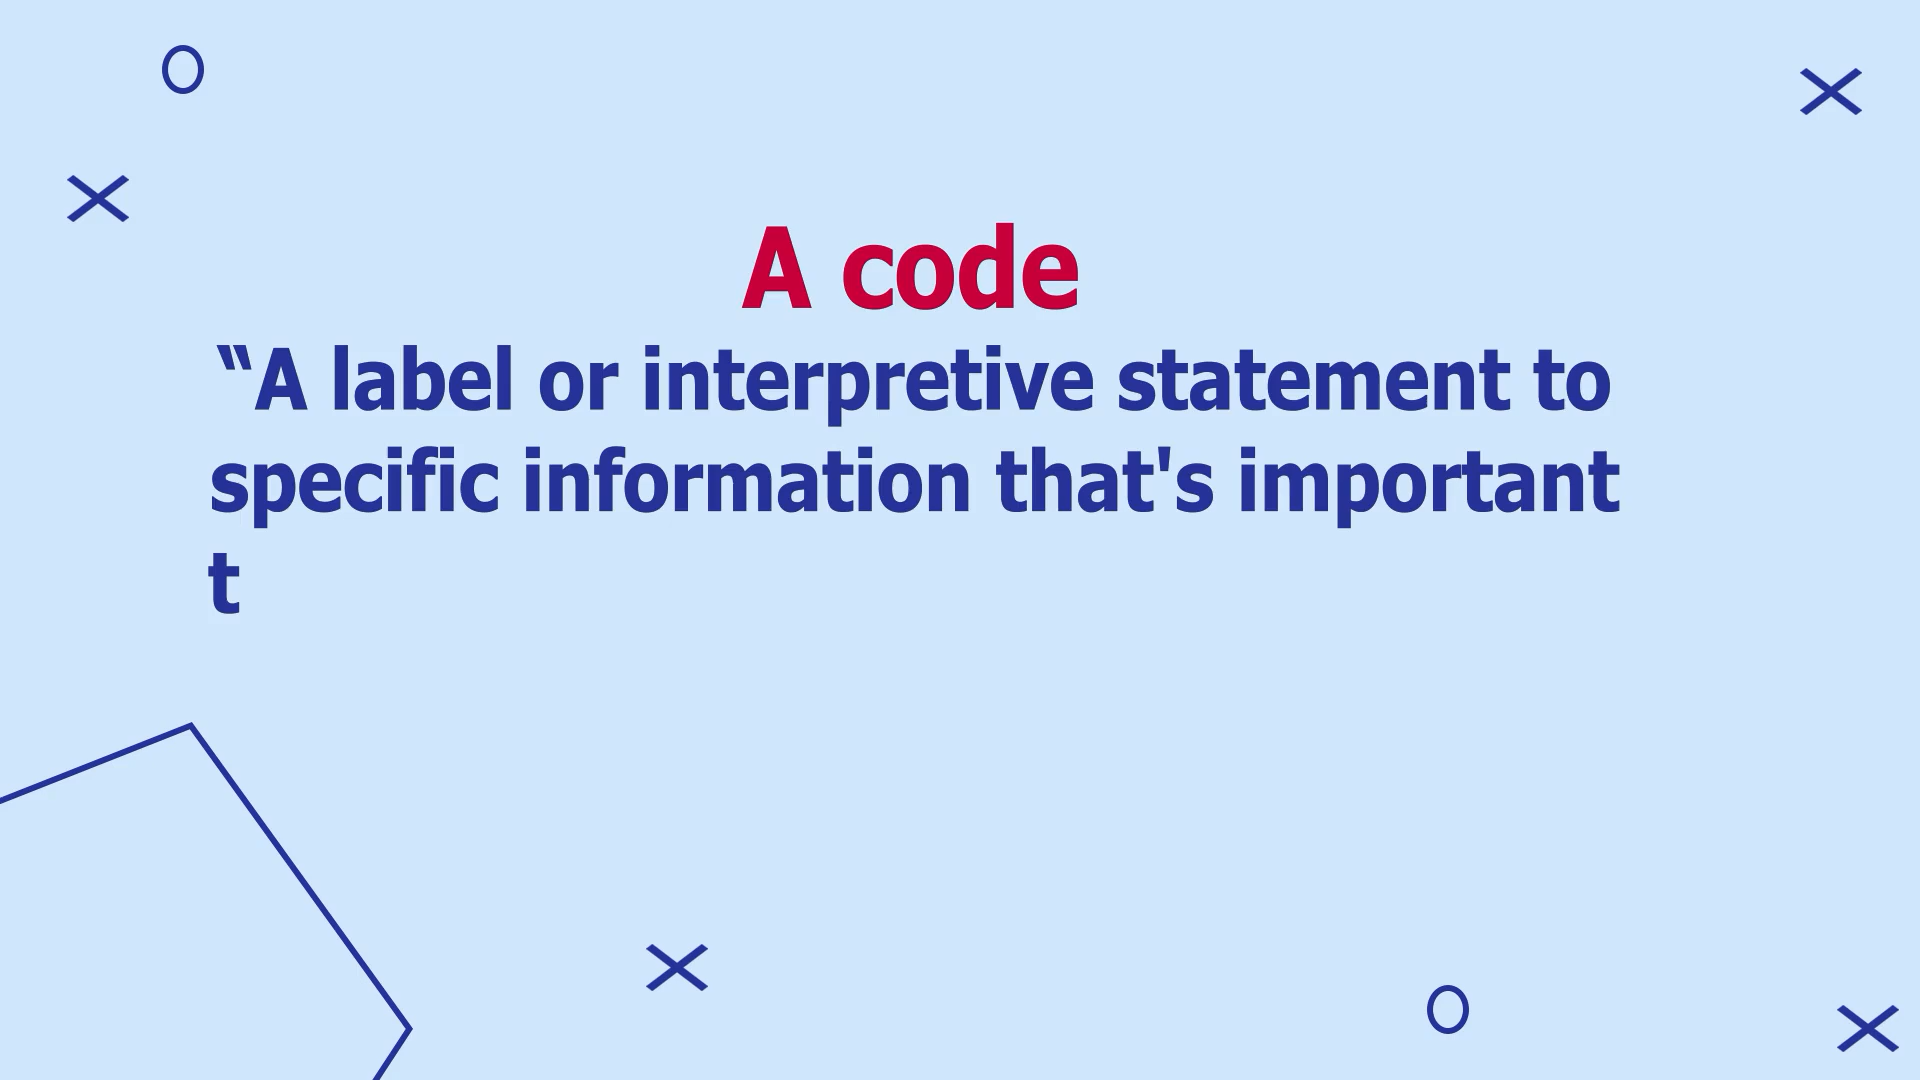 A code
“A label or interpretive statement to
specific information that's important
t